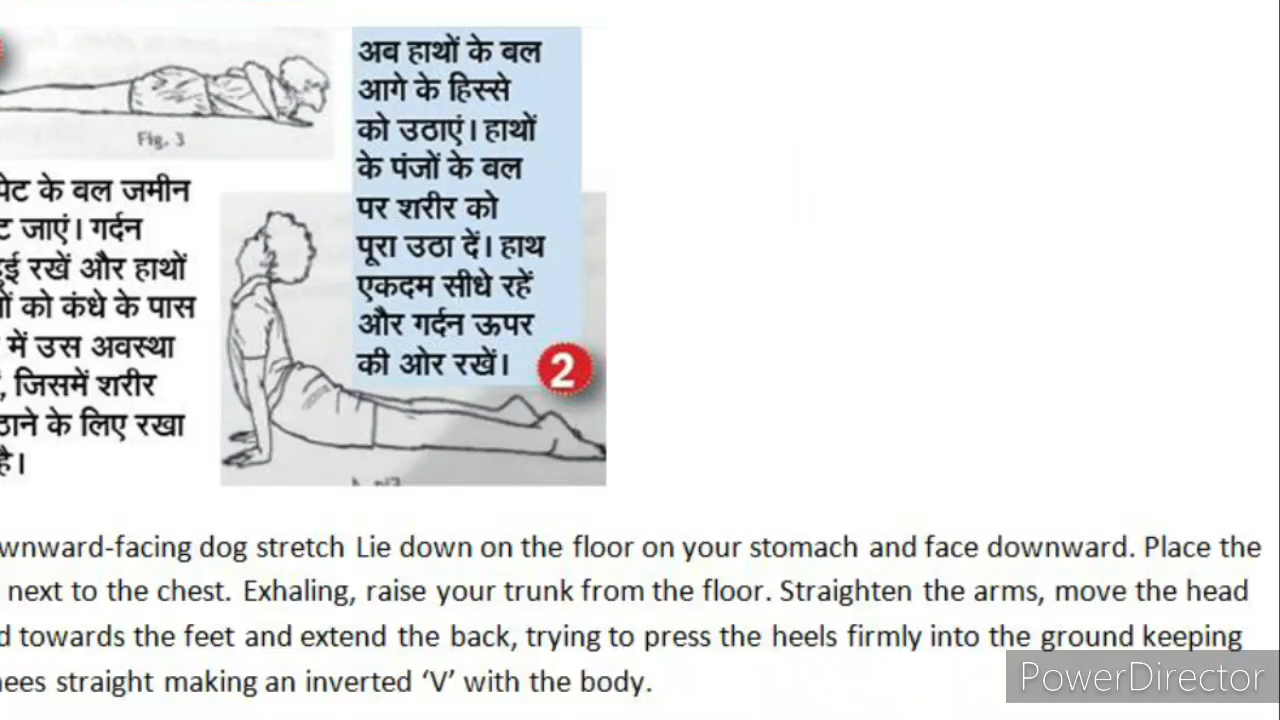 Fig. 3
पेट के बल जमीन
जाएं। गर्दन
रखें और हाथों
को कंधे के पास
में उस अवस्था
, जिसमें शरीर
के लिए रखा
है।
अब हाथों के बल
आगे के हिस्से
को उठाएं। हाथों
के पंजों के बल
पर शरीर को
पूरा उठा दें। हाथ
एकदम सीधे रहें
और गर्दन ऊपर
की ओर रखें।
2
wnward-facing dog stretch Lie down on the floor on your stomach and face downward. Place the
next to the chest. Exhaling, raise your trunk from the floor. Straighten the arms, move the head
d towards the feet and extend the back, trying to press the heels firmly into the ground keeping
nees straight making an inverted ‘V’ with the body.
PowerDirector